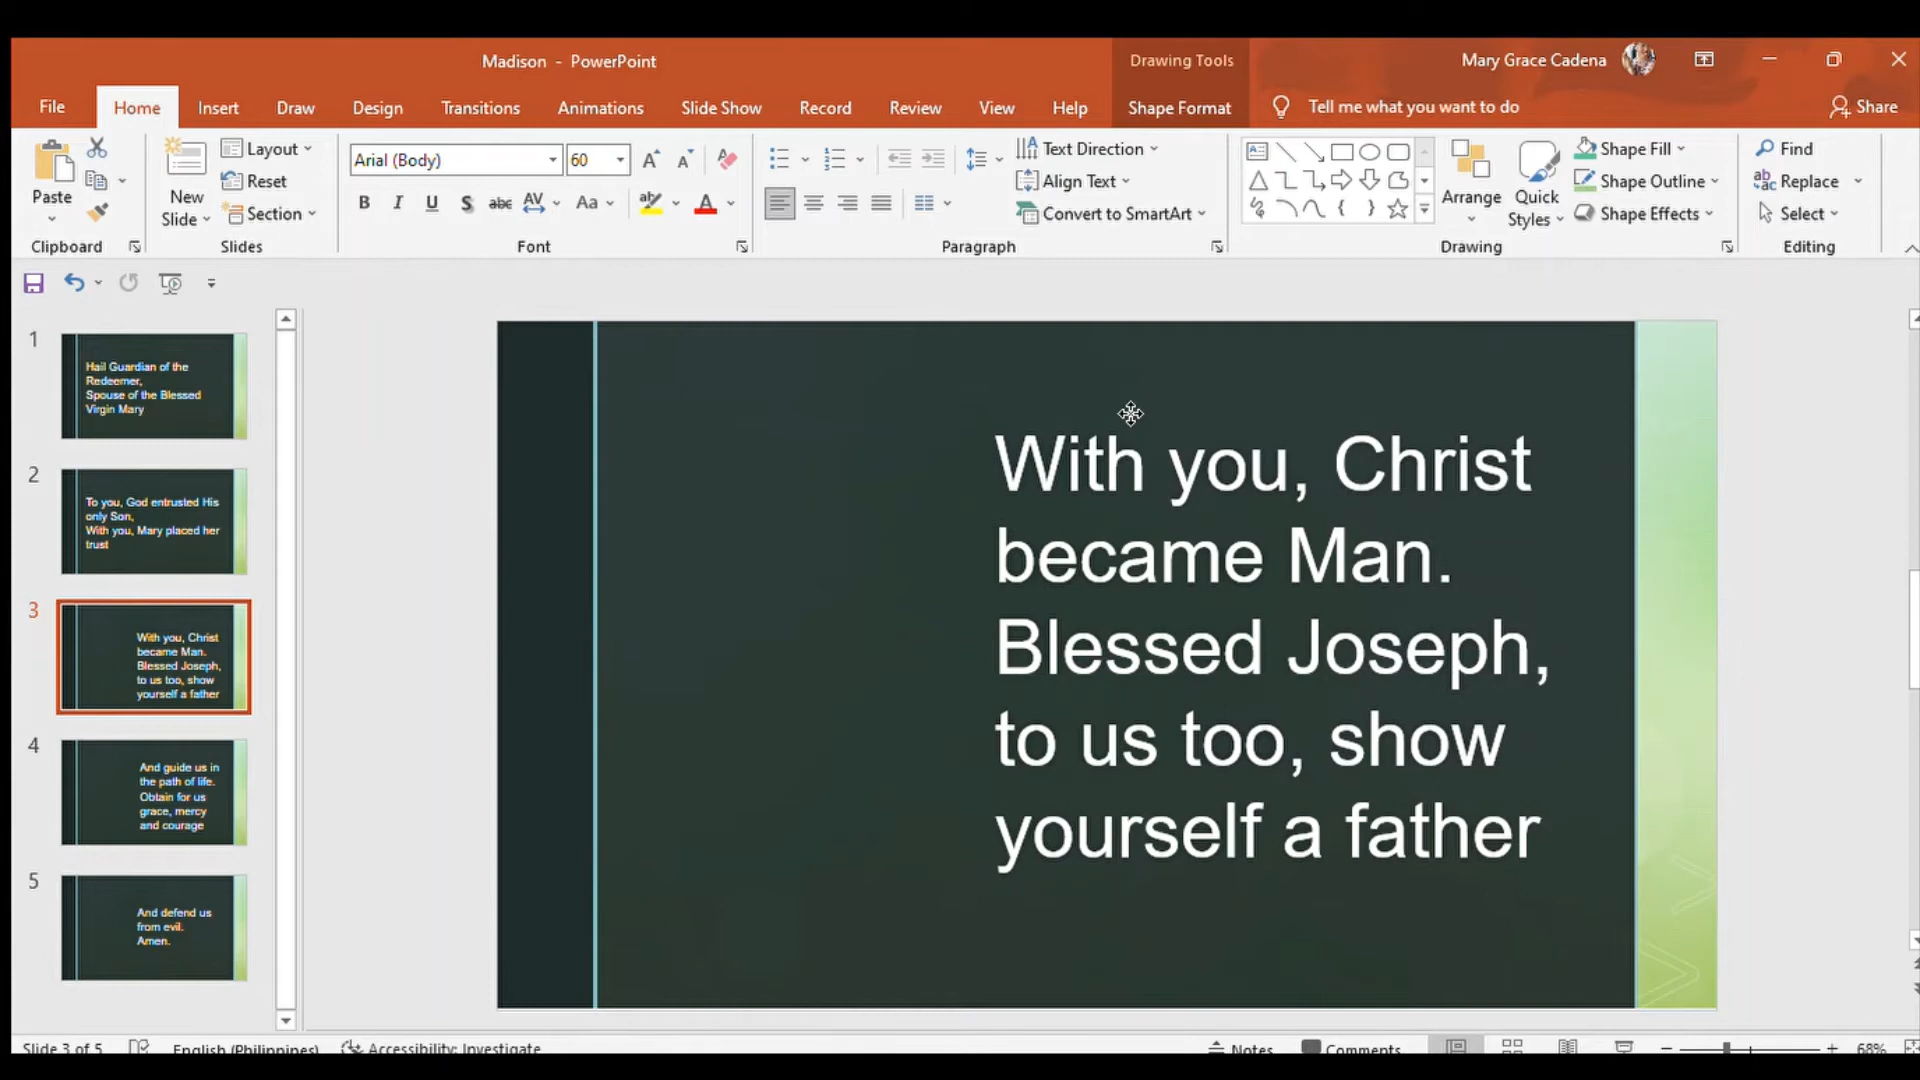 Madison - PowerPoint
Drawing Tools
Mary Grace Cadena
File
Home
Insert
Draw
Design
Transitions
Animations
Slide Show
Record
Review
View
Help
Shape Format
Tell me what you want to do
Share
Paste
Clipboard
New Slide
Layout
Reset
Section
Slides
Arial (Body)
60
B I U S abc AV Aa A
Font
Text Direction
Align Text
Convert to SmartArt
Paragraph
Arrange
Quick Styles
Shape Fill
Shape Outline
Shape Effects
Drawing
Find
Replace
Select
Editing
1
Hail Guardian of the
Redeemer,
Spouse of the Blessed
Virgin Mary
2
To you, God entrusted His
only Son,
With you, Mary placed her
trust
3
With you, Christ
became Man.
Blessed Joseph,
to us too, show
yourself a father
4
And guide us in
the path of life.
Obtain for us
grace, mercy
and courage
5
And defend us
from evil.
Amen.
With you, Christ
became Man.
Blessed Joseph,
to us too, show
yourself a father
Slide 3 of 5
English (Philippines)
Accessibility: Investigate
Notes
Comments
68%